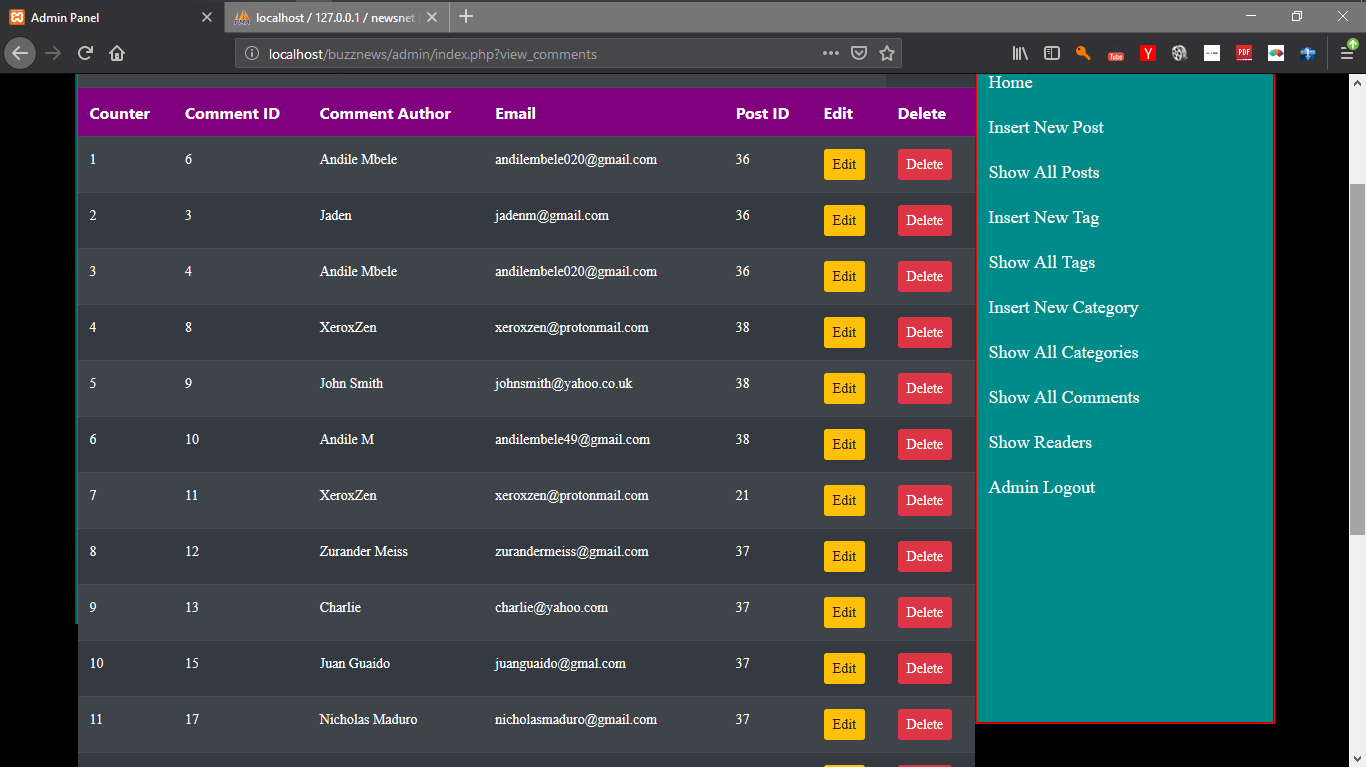 Admin Panel
localhost / 127.0.0.1 / newsnet
localhost/buzznews/admin/index.php?view_comments
You
Tube
Y
PDF
Counter Comment ID Comment Author Email Post ID Edit Delete
1 6 Andile Mbele andilembele020@gmail.com 36 Edit Delete
2 3 Jaden jadenm@gmail.com 36 Edit Delete
3 4 Andile Mbele andilembele020@gmail.com 36 Edit Delete
4 8 XeroxZen xeroxzen@protonmail.com 38 Edit Delete
5 9 John Smith johnsmith@yahoo.co.uk 38 Edit Delete
6 10 Andile M andilembele49@gmail.com 38 Edit Delete
7 11 XeroxZen xeroxzen@protonmail.com 21 Edit Delete
8 12 Zurander Meiss zurandermeiss@gmail.com 37 Edit Delete
9 13 Charlie charlie@yahoo.com 37 Edit Delete
10 15 Juan Guaido juanguaido@gmal.com 37 Edit Delete
11 17 Nicholas Maduro nicholasmaduro@gmail.com 37 Edit Delete
Home
Insert New Post
Show All Posts
Insert New Tag
Show All Tags
Insert New Category
Show All Categories
Show All Comments
Show Readers
Admin Logout